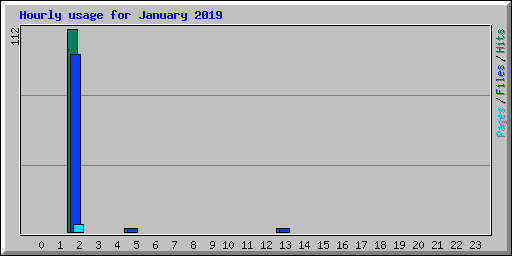 Hourly usage for January 2019
112
Pages/Files/Hits
0 1 2 3 4 5 6 7 8 9 10 11 12 13 14 15 16 17 18 19 20 21 22 23